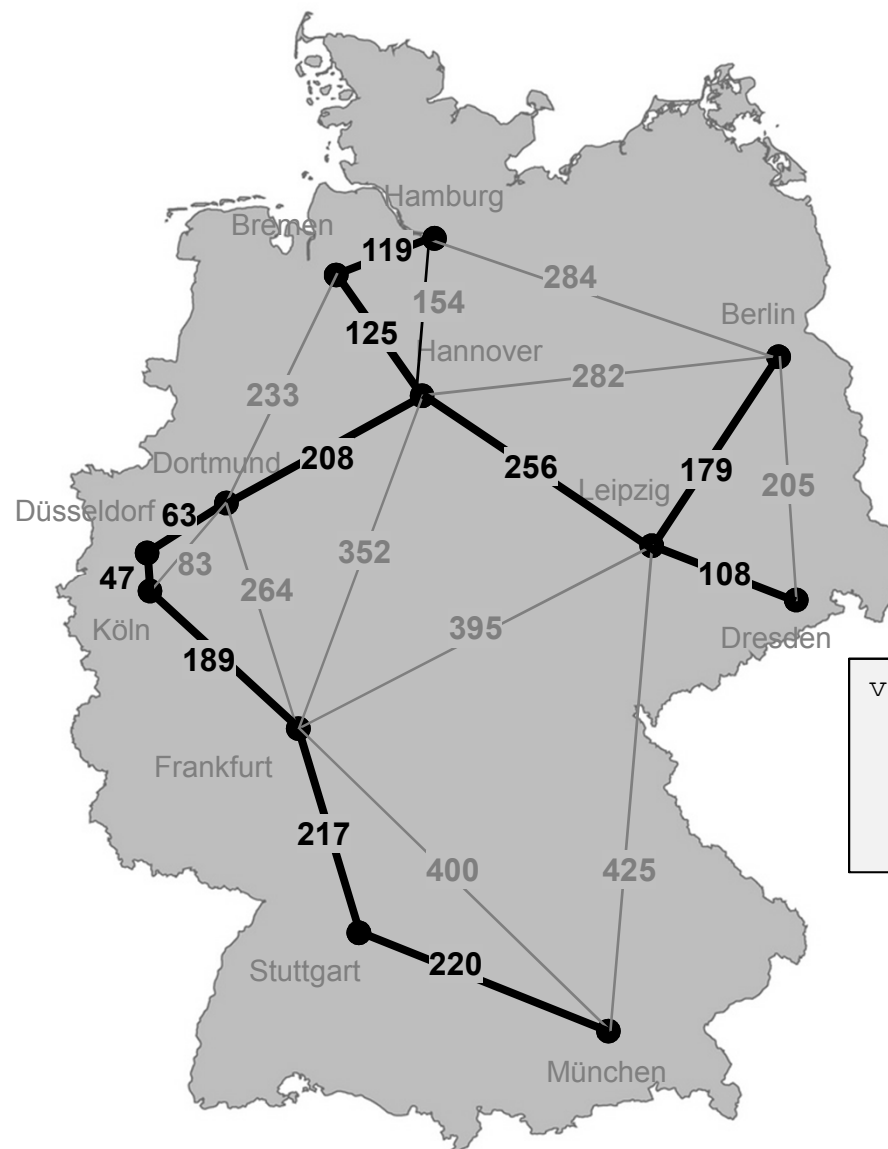 Hamburg
Bremen
119
284
154
Berlin
125
Hannover
282
233
Dortmund
208
256
179
Leipzig
205
Düsseldorf
63
83
352
47
264
108
Köln
395
Dresden
189
v
Frankfurt
217
400
425
Stuttgart
220
München